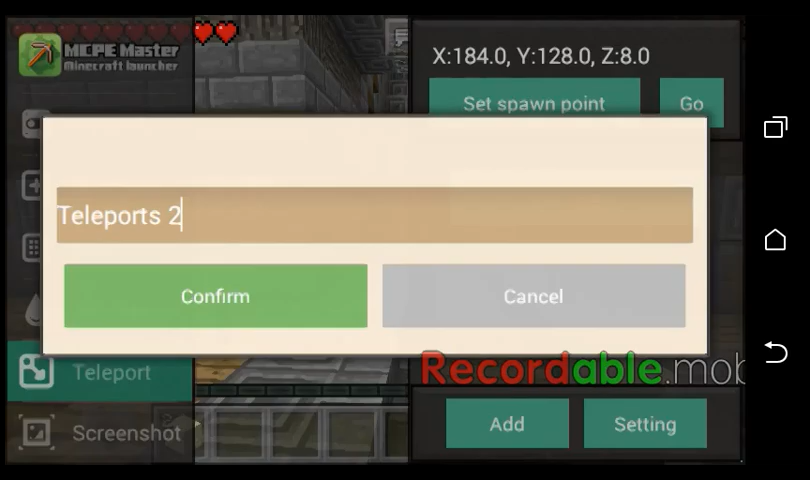 MCPE Master
Minecraft launcher
X:184.0, Y:128.0, Z:8.0
Set spawn point
Go
Teleports 2
Confirm
Cancel
Teleport
Recordable.mob
Screenshot
Add
Setting